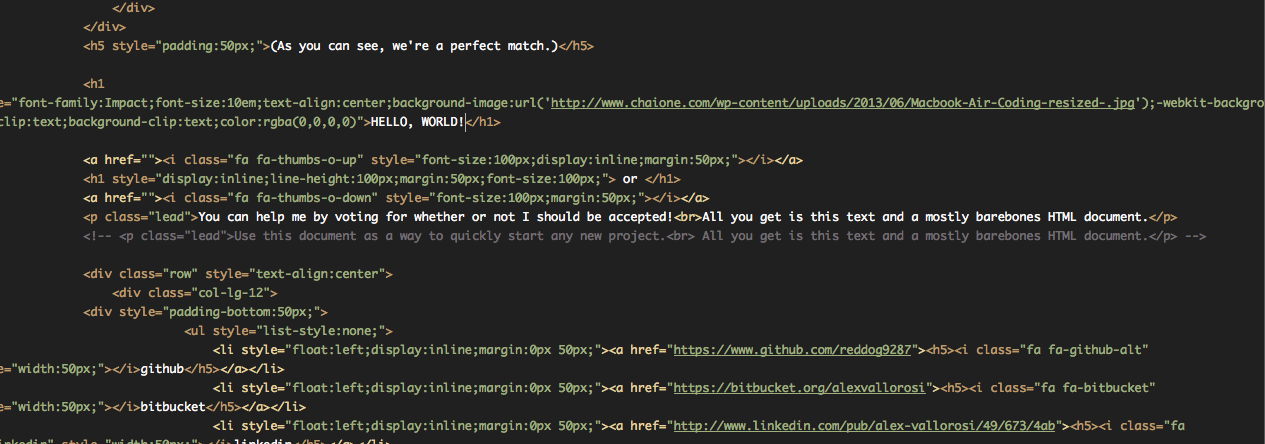 </div>
</div>
<h5 style="padding:50px;">(As you can see, we're a perfect match.)</h5>
<h1
e="font-family:Impact;font-size:10em;text-align:center;background-image:url('http://www.chaione.com/wp-content/uploads/2013/06/Macbook-Air-Coding-resized-.jpg');-webkit-backgro
clip:text;background-clip:text;color:rgba(0,0,0,0)">HELLO, WORLD!</h1>
<a href=""><i class="fa fa-thumbs-o-up" style="font-size:100px;display:inline;margin:50px;"></i></a>
<h1 style="display:inline;line-height:100px;margin:50px;font-size:100px;"> or </h1>
<a href=""><i class="fa fa-thumbs-o-down" style="font-size:100px;margin:50px;"></i></a>
<p class="lead">You can help me by voting for whether or not I should be accepted!<br>All you get is this text and a mostly barebones HTML document.</p>
<!-- <p class="lead">Use this document as a way to quickly start any new project.<br> All you get is this text and a mostly barebones HTML document.</p> -->
<div class="row" style="text-align:center">
<div class="col-lg-12">
<div style="padding-bottom:50px;">
<ul style="list-style:none;">
<li style="float:left;display:inline;margin:0px 50px;"><a href="https://www.github.com/reddog9287"><h5><i class="fa fa-github-alt"
e="width:50px;"></i>github</h5></a></li>
<li style="float:left;display:inline;margin:0px 50px;"><a href="https://bitbucket.org/alexvallorosi"><h5><i class="fa fa-bitbucket"
e="width:50px;"></i>bitbucket</h5></a></li>
<li style="float:left;display:inline;margin:0px 50px;"><a href="http://www.linkedin.com/pub/alex-vallorosi/49/673/4ab"><h5><i class="fa
linkedin" style="width:50px;"></i>linkedin</h5></a></li>